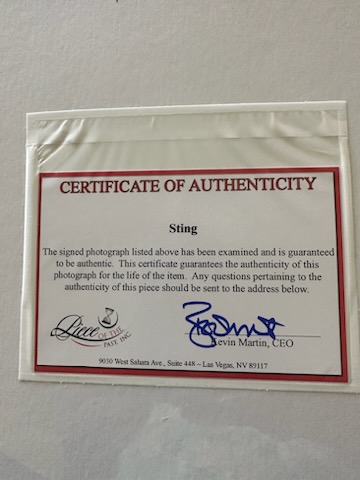 CERTIFICATE OF AUTHENTICITY
Sting
The signed photograph listed above has been examined and is guaranteed
to be authentic. This certificate guarantees the authenticity of this
photograph for the life of the item. Any questions pertaining to the
authenticity of this piece should be sent to the address below.
Piece
OF THE
PAST, INC
Kevin Martin, CEO
9030 West Sahara Ave., Suite 448 – Las Vegas, NV 89117